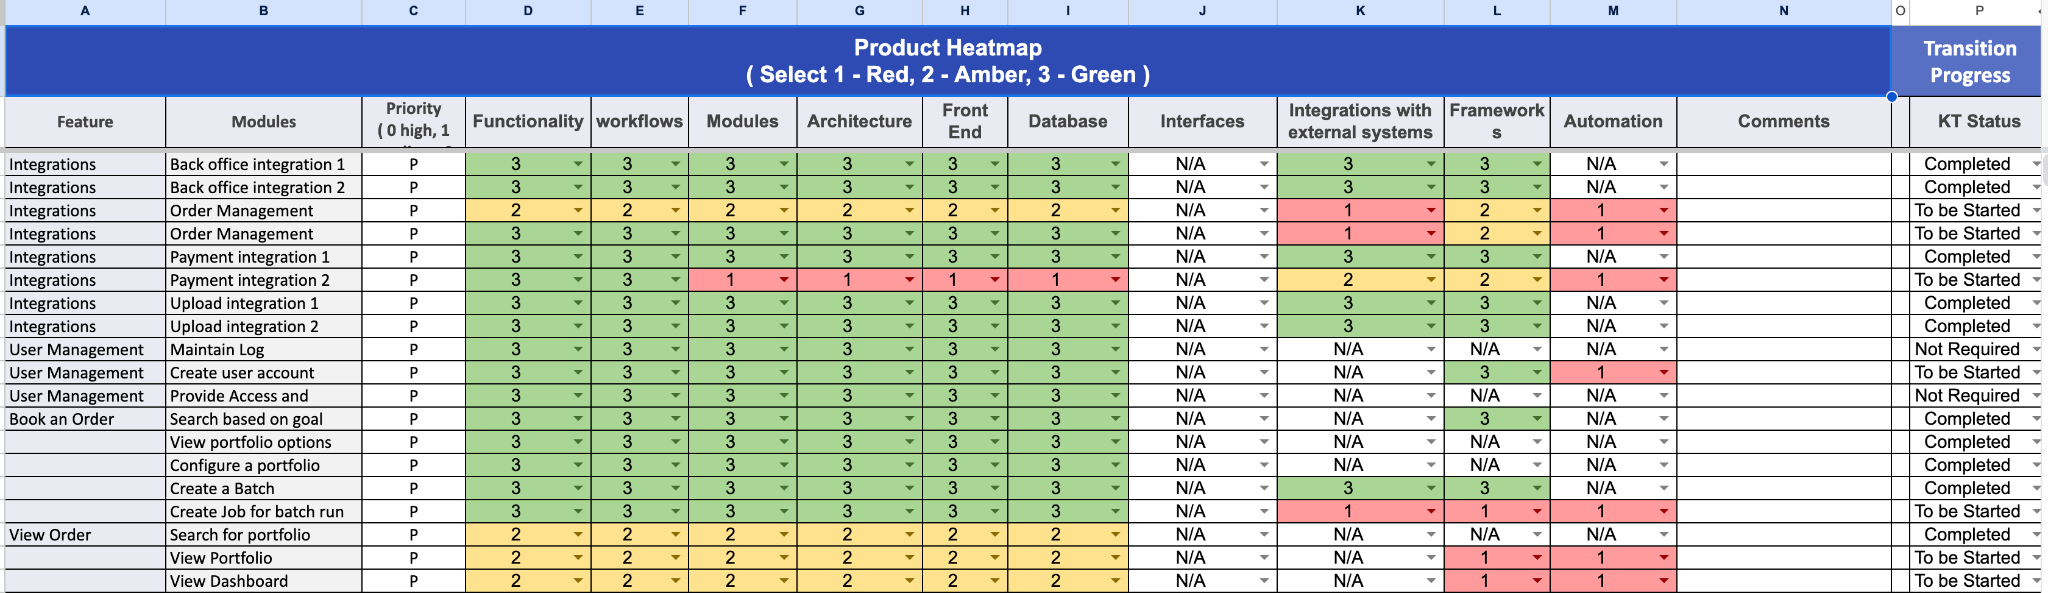 A B C D E F G H I J K L M N O P
Product Heatmap Transition
( Select 1 - Red, 2 - Amber, 3 - Green ) Progress
Feature Modules Priority ( 0 high, 1 Functionality workflows Modules Architecture Front End Database Interfaces Integrations with external systems Framework s Automation Comments KT Status
Integrations Back office integration 1 P 3 3 3 3 3 3 N/A 3 3 N/A Completed
Integrations Back office integration 2 P 3 3 3 3 3 3 N/A 3 3 N/A Completed
Integrations Order Management P 2 2 2 2 2 2 N/A 1 2 1 To be Started
Integrations Order Management P 3 3 3 3 3 3 N/A 1 2 1 To be Started
Integrations Payment integration 1 P 3 3 3 3 3 3 N/A 3 3 N/A Completed
Integrations Payment integration 2 P 3 3 1 1 1 1 N/A 2 2 1 To be Started
Integrations Upload integration 1 P 3 3 3 3 3 3 N/A 3 3 N/A Completed
Integrations Upload integration 2 P 3 3 3 3 3 3 N/A 3 3 N/A Completed
User Management Maintain Log P 3 3 3 3 3 3 N/A N/A N/A N/A Not Required
User Management Create user account P 3 3 3 3 3 3 N/A N/A 3 1 To be Started
User Management Provide Access and P 3 3 3 3 3 3 N/A N/A N/A N/A Not Required
Book an Order Search based on goal P 3 3 3 3 3 3 N/A N/A 3 N/A Completed
View portfolio options P 3 3 3 3 3 3 N/A N/A N/A N/A Completed
Configure a portfolio P 3 3 3 3 3 3 N/A N/A N/A N/A Completed
Create a Batch P 3 3 3 3 3 3 N/A 3 3 N/A Completed
Create Job for batch run P 3 3 3 3 3 3 N/A 1 1 1 To be Started
View Order Search for portfolio P 2 2 2 2 2 2 N/A N/A N/A N/A Completed
View Portfolio P 2 2 2 2 2 2 N/A N/A 1 1 To be Started
View Dashboard P 2 2 2 2 2 2 N/A N/A 1 1 To be Started